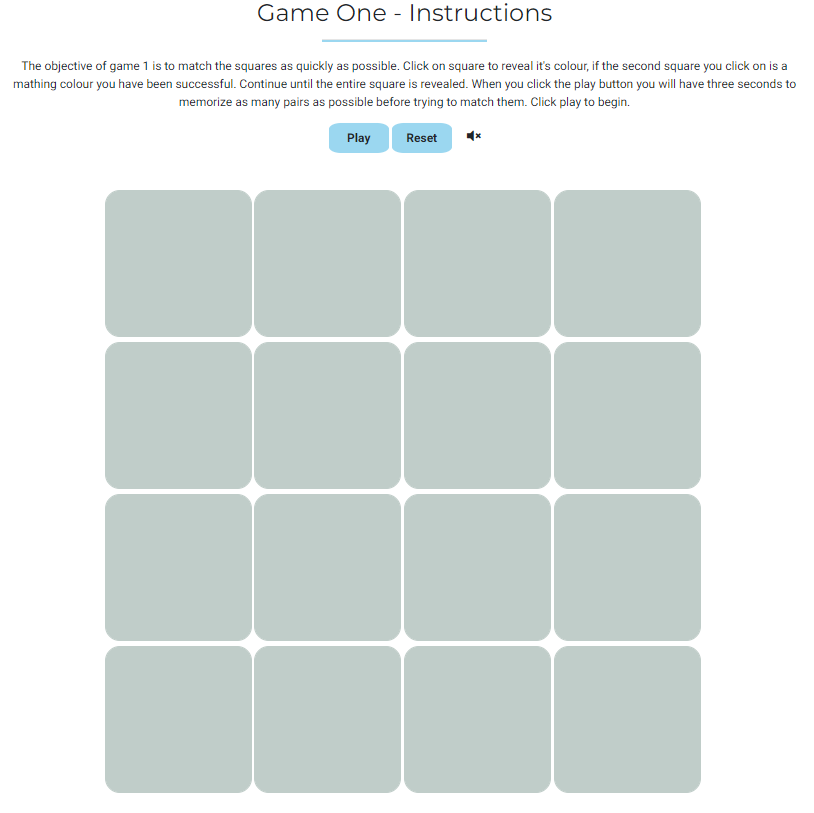 Game One - Instructions
The objective of game 1 is to match the squares as quickly as possible. Click on square to reveal it's colour, if the second square you click on is a
mathing colour you have been successful. Continue until the entire square is revealed. When you click the play button you will have three seconds to
memorize as many pairs as possible before trying to match them. Click play to begin.
Play Reset